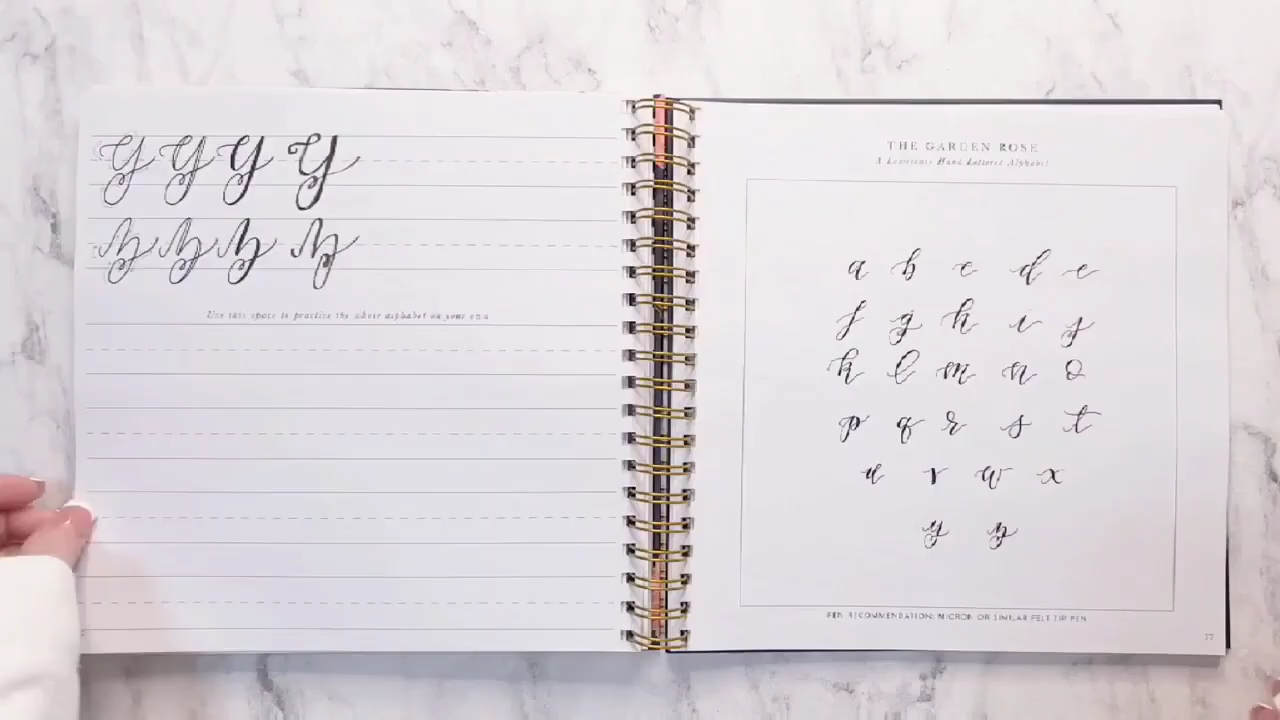 y y y y
z z z z
Use this space to practice the whole alphabet on your own
THE GARDEN ROSE
A Lowercase Hand Lettered Alphabet
a b c d e
f g h i j
k l m n o
p q r s t
u v w x
y z
PEN RECOMMENDATION: MICRON OR SIMILAR FELT TIP PEN
77